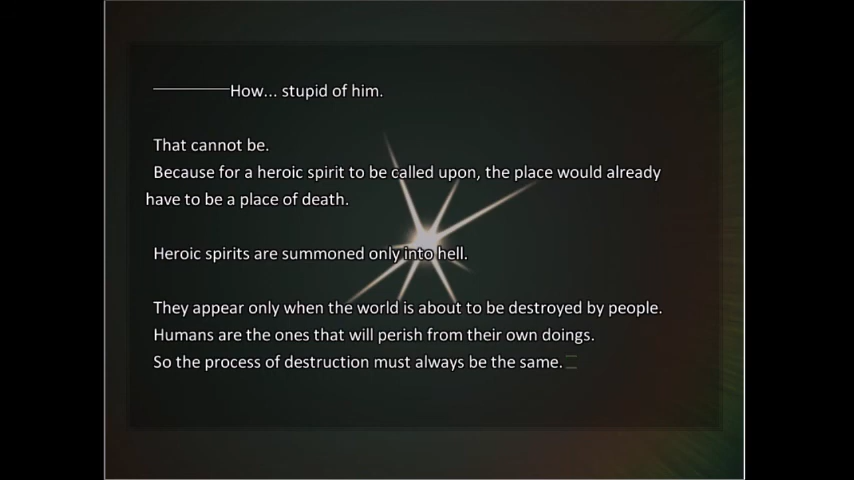 ————How... stupid of him.
That cannot be.
Because for a heroic spirit to be called upon, the place would already
have to be a place of death.
Heroic spirits are summoned only into hell.
They appear only when the world is about to be destroyed by people.
Humans are the ones that will perish from their own doings.
So the process of destruction must always be the same.